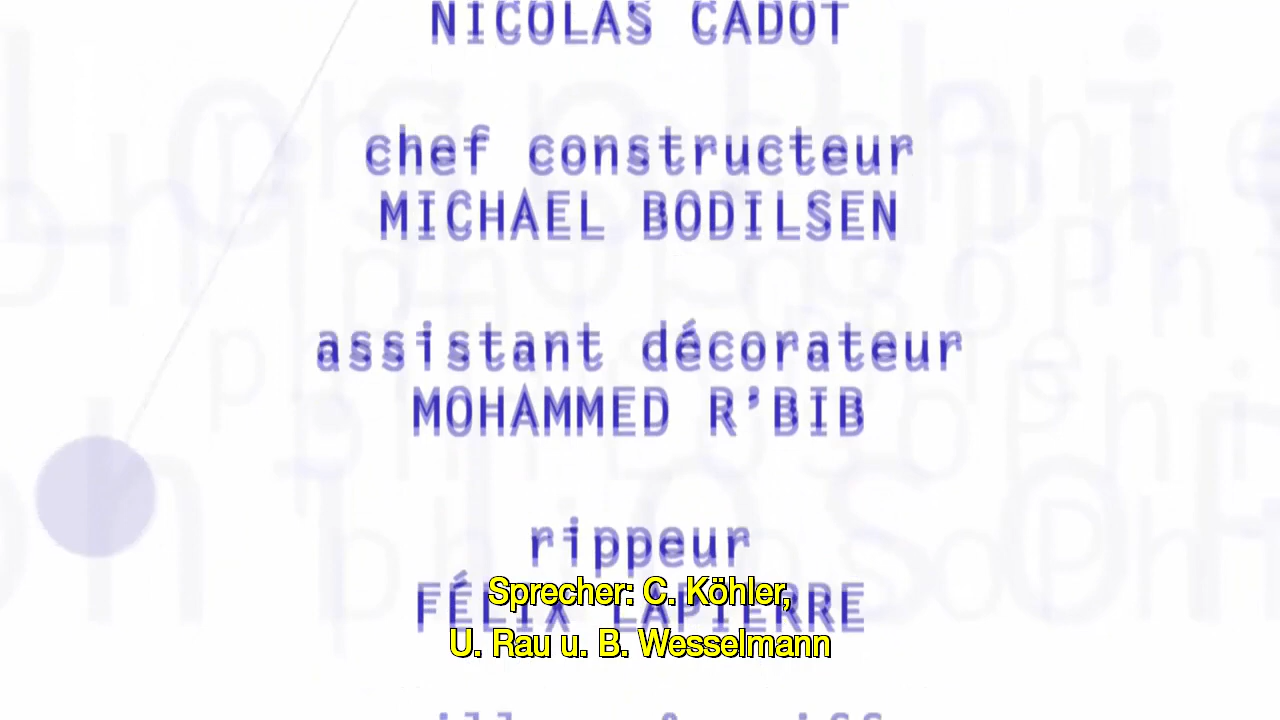 NICOLAS CADOT
chef constructeur
MICHAEL BODILSEN
assistant décorateur
MOHAMMED R'BIB
rippeur
FÉLIX LAPIERRE
Sprecher: C. Köhler,
U. Rau u. B. Wesselmann